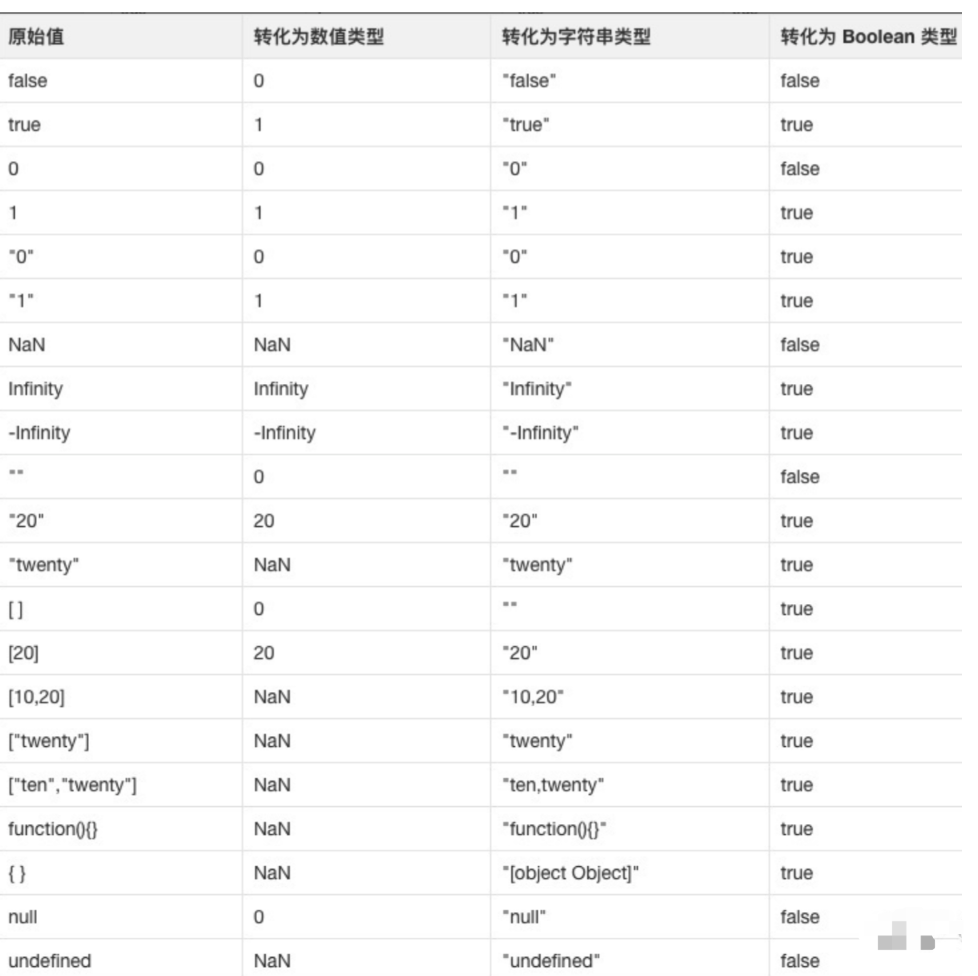 原始值 转化为数值类型 转化为字符串类型 转化为 Boolean 类型
false 0 "false" false
true 1 "true" true
0 0 "0" false
1 1 "1" true
"0" 0 "0" true
"1" 1 "1" true
NaN NaN "NaN" false
Infinity Infinity "Infinity" true
-Infinity -Infinity "-Infinity" true
"" 0 "" false
"20" 20 "20" true
"twenty" NaN "twenty" true
[ ] 0 "" true
[20] 20 "20" true
[10,20] NaN "10,20" true
["twenty"] NaN "twenty" true
["ten","twenty"] NaN "ten,twenty" true
function(){} NaN "function(){}" true
{ } NaN "[object Object]" true
null 0 "null" false
undefined NaN "undefined" false